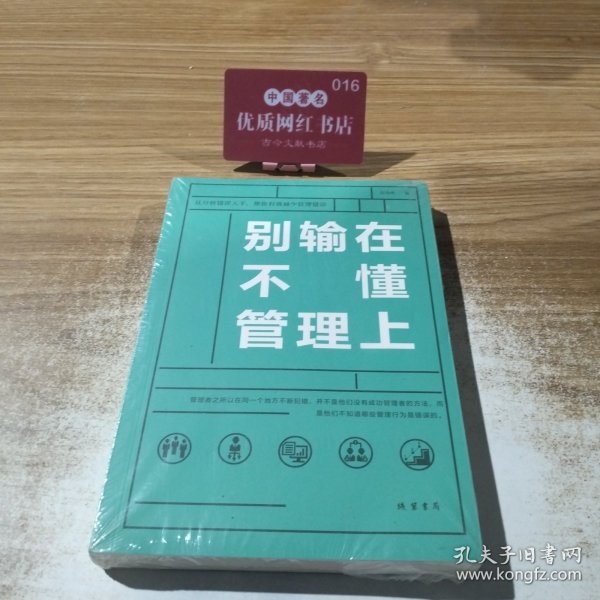 016
中国著名
优质网红书店
古今文献书店
别输在
不懂
管理上
管理者之所以在同一个地方不断犯错，并不是他们没有成功管理者的方法，而
是他们不知道哪些管理行为是错误的。
线装书局
孔夫子旧书网
www.kongfz.com